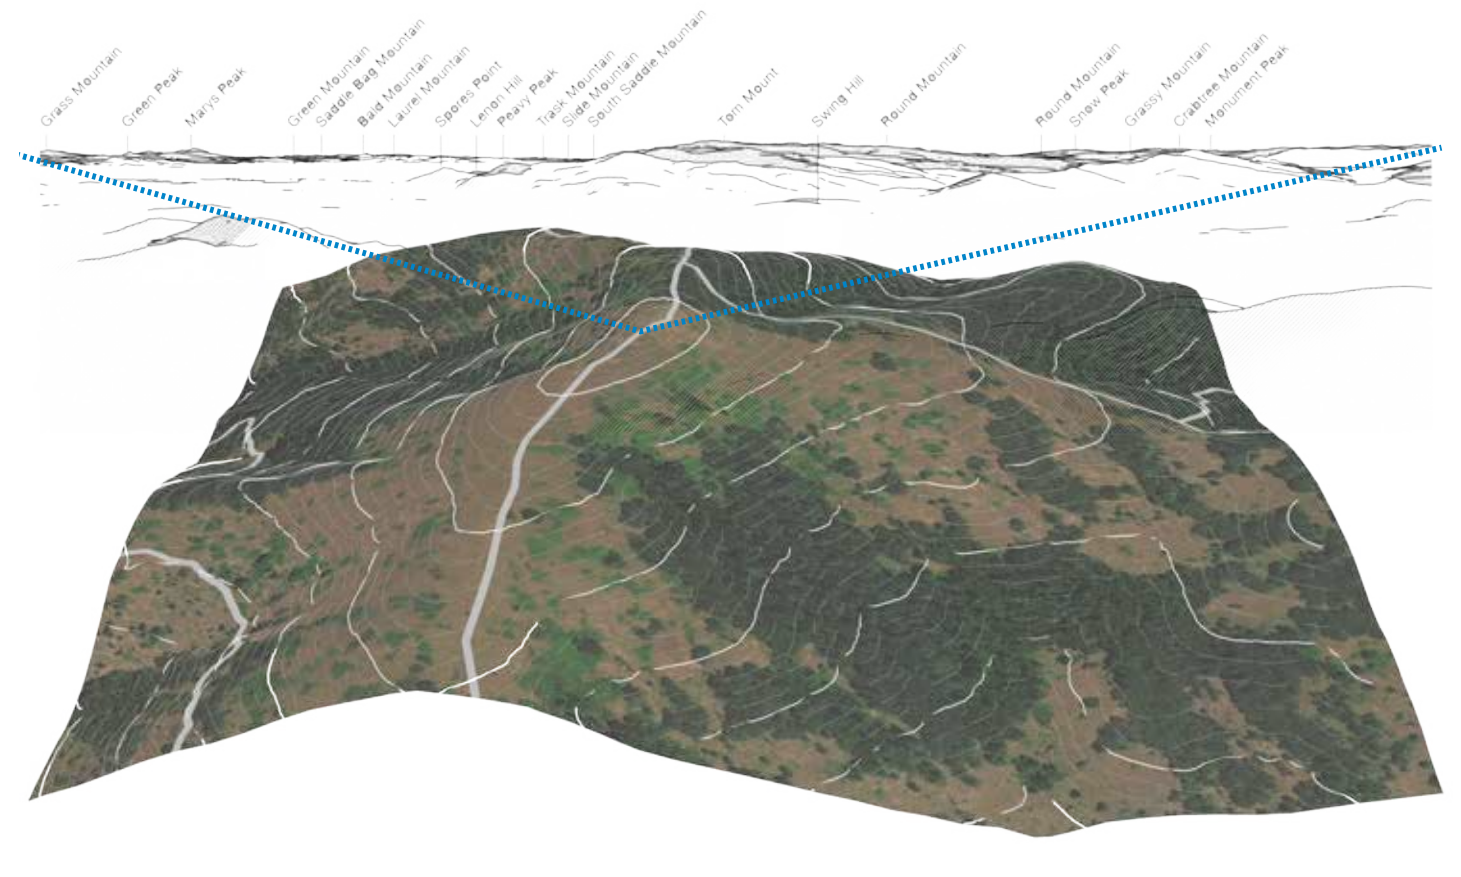 Grass Mountain
Green Peak
Marys Peak
Green Mountain
Saddle Bag Mountain
Bald Mountain
Laurel Mountain
Spores Point
Lenon Hill
Peavy Peak
Trask Mountain
Slide Mountain
South Saddle Mountain
Tom Mount
Swing Hill
Round Mountain
Round Mountain
Snow Peak
Grassy Mountain
Crabtree Mountain
Monument Peak